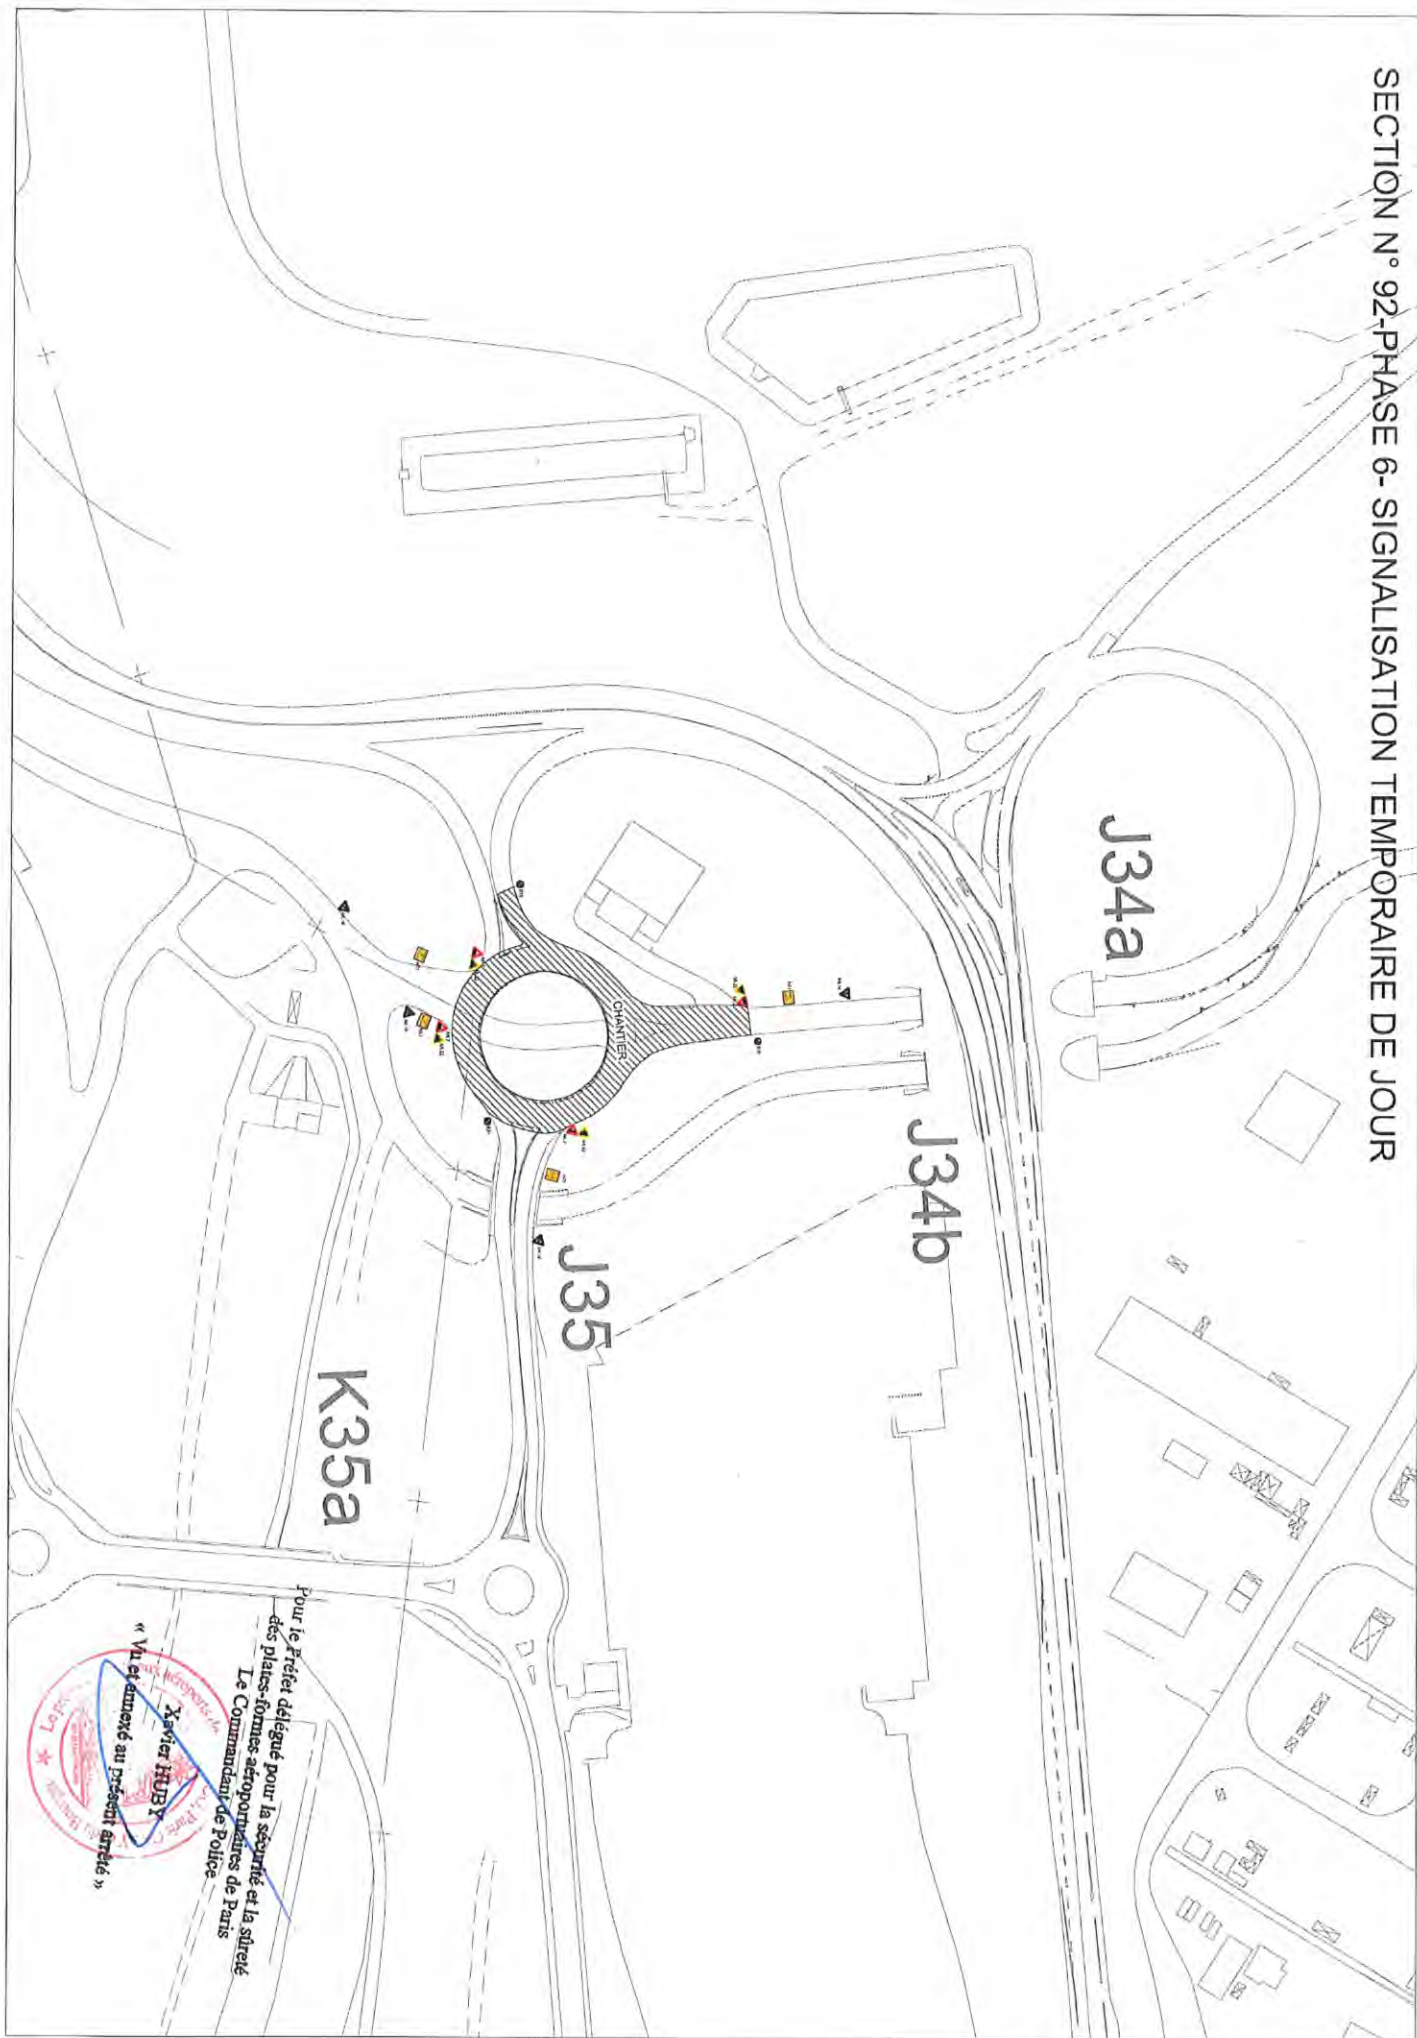 SECTION N° 92-PHASE 6- SIGNALISATION TEMPORAIRE DE JOUR
J34a
J34b
CHANTIER
J35
K35a
Pour le Préfet délégué pour la sécurité et la sûreté
des plates-formes aéroportuaires de Paris
Le Commandant de Police
Xavier HUBY
« Vu et annexé au présent arrêté »